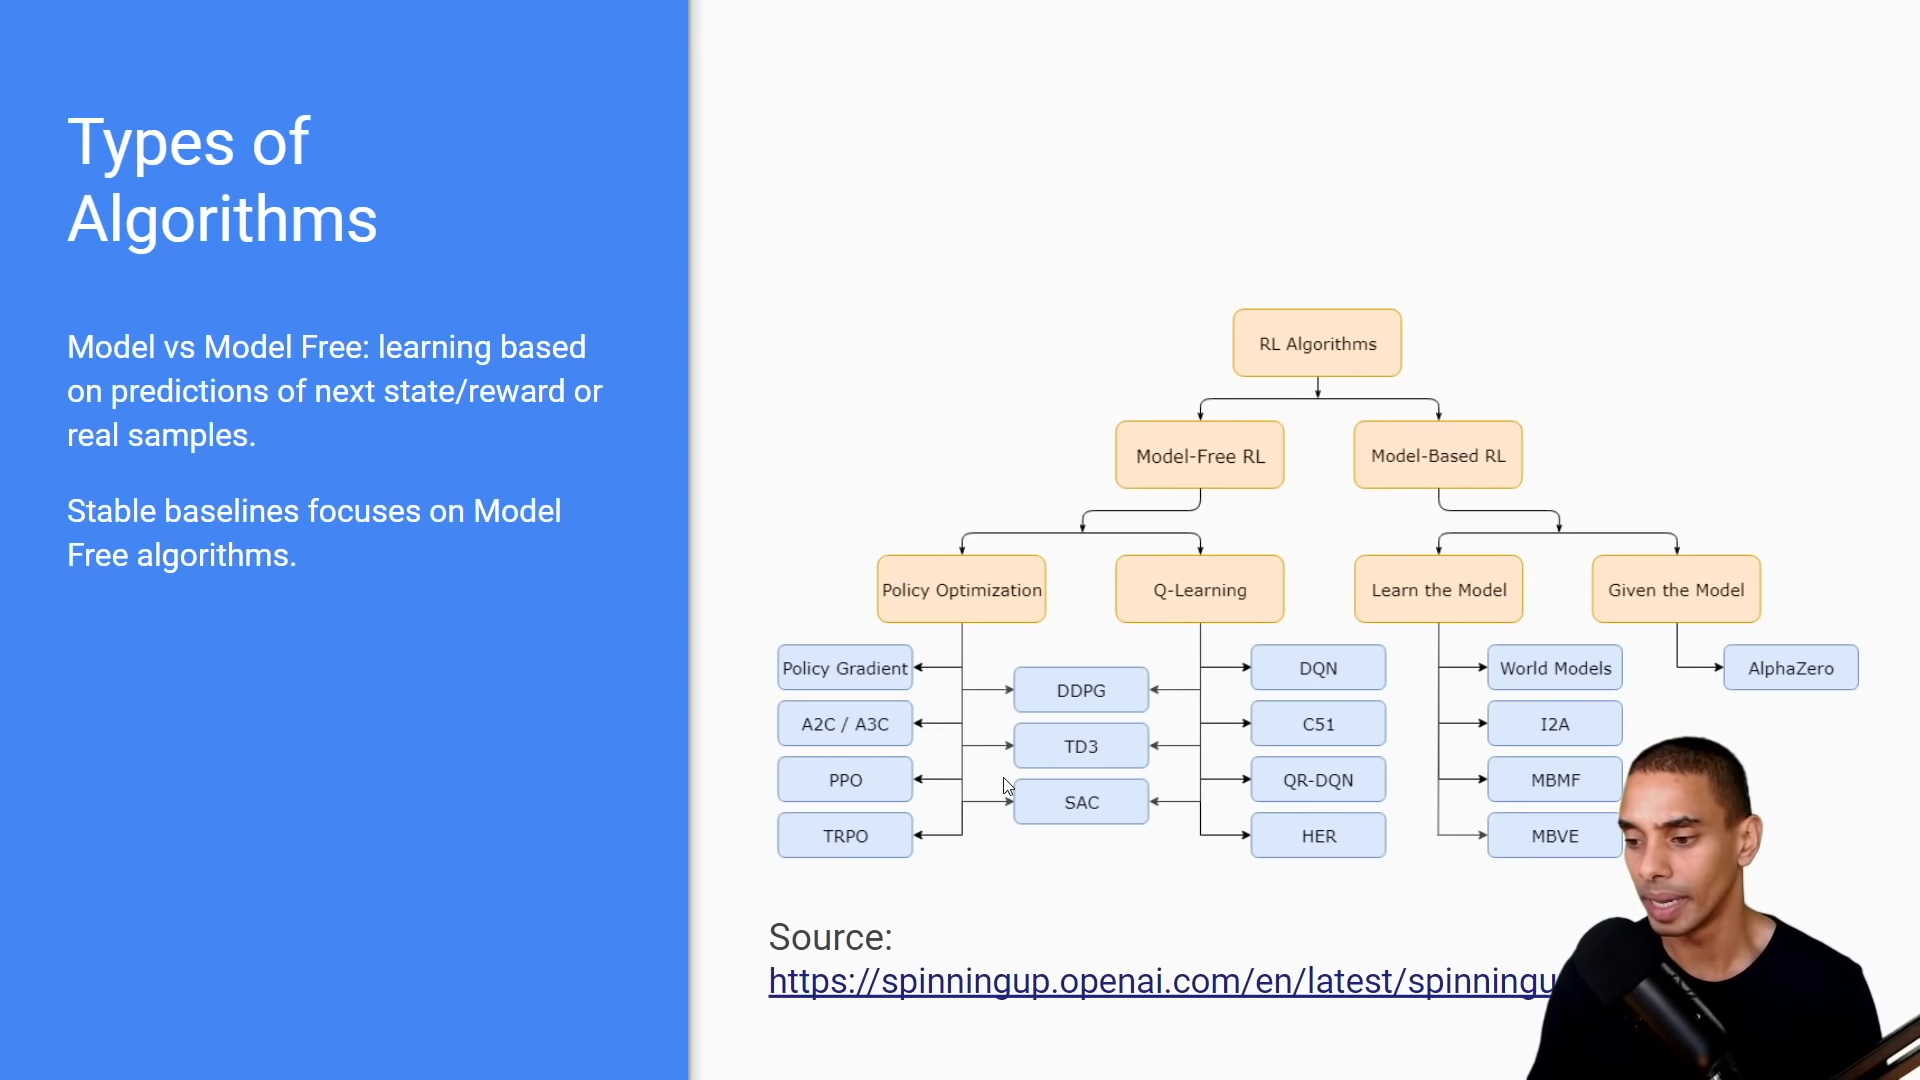 Types of
Algorithms
Model vs Model Free: learning based
on predictions of next state/reward or
real samples.
Stable baselines focuses on Model
Free algorithms.
RL Algorithms
Model-Free RL
Model-Based RL
Policy Optimization
Q-Learning
Learn the Model
Given the Model
Policy Gradient
A2C / A3C
PPO
TRPO
DDPG
TD3
SAC
DQN
C51
QR-DQN
HER
World Models
I2A
MBMF
MBVE
AlphaZero
Source:
https://spinningup.openai.com/en/latest/spinningu